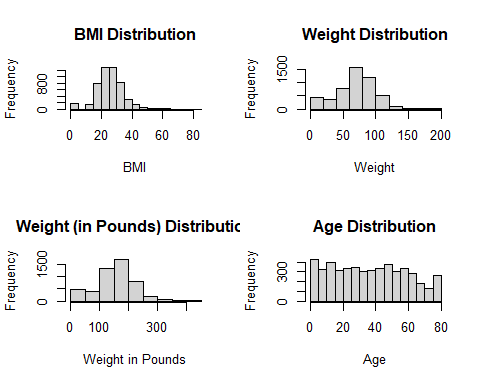 BMI Distribution
Frequency
800
0
0 20 40 60 80
BMI
Weight Distribution
Frequency
1500
0
0 50 100 150 200
Weight
Weight (in Pounds) Distributio
Frequency
1500
0
0 100 300
Weight in Pounds
Age Distribution
Frequency
300
0
0 20 40 60 80
Age